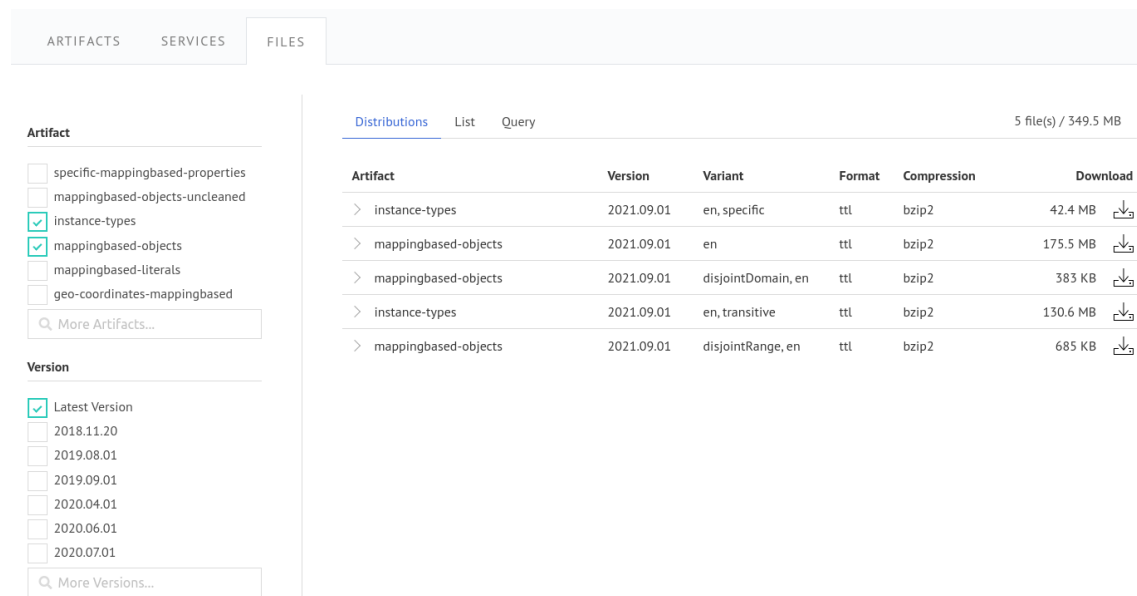 ARTIFACTS SERVICES FILES
Artifact
specific-mappingbased-properties
mappingbased-objects-uncleaned
instance-types
mappingbased-objects
mappingbased-literals
geo-coordinates-mappingbased
More Artifacts...
Version
Latest Version
2018.11.20
2019.08.01
2019.09.01
2020.04.01
2020.06.01
2020.07.01
More Versions...
Distributions List Query 5 file(s) / 349.5 MB
Artifact Version Variant Format Compression Download
instance-types 2021.09.01 en, specific ttl bzip2 42.4 MB
mappingbased-objects 2021.09.01 en ttl bzip2 175.5 MB
mappingbased-objects 2021.09.01 disjointDomain, en ttl bzip2 383 KB
instance-types 2021.09.01 en, transitive ttl bzip2 130.6 MB
mappingbased-objects 2021.09.01 disjointRange, en ttl bzip2 685 KB